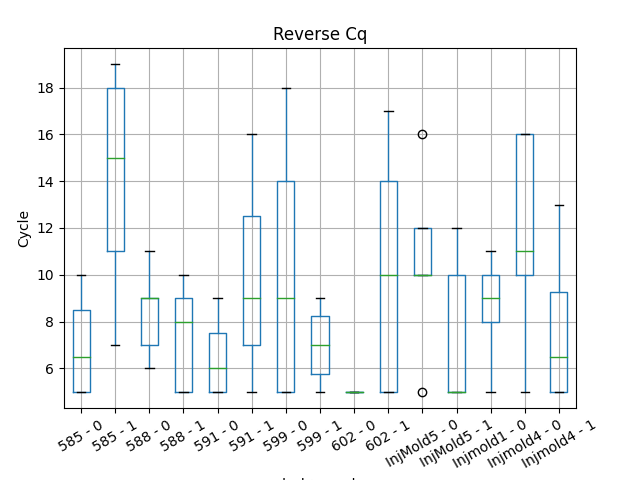 Reverse Cq
Cycle
18
16
14
12
10
8
6
585 - 0
585 - 1
588 - 0
588 - 1
591 - 0
591 - 1
599 - 0
599 - 1
602 - 0
602 - 1
InjMold5 - 0
InjMold5 - 1
Injmold1 - 0
Injmold4 - 0
Injmold4 - 1